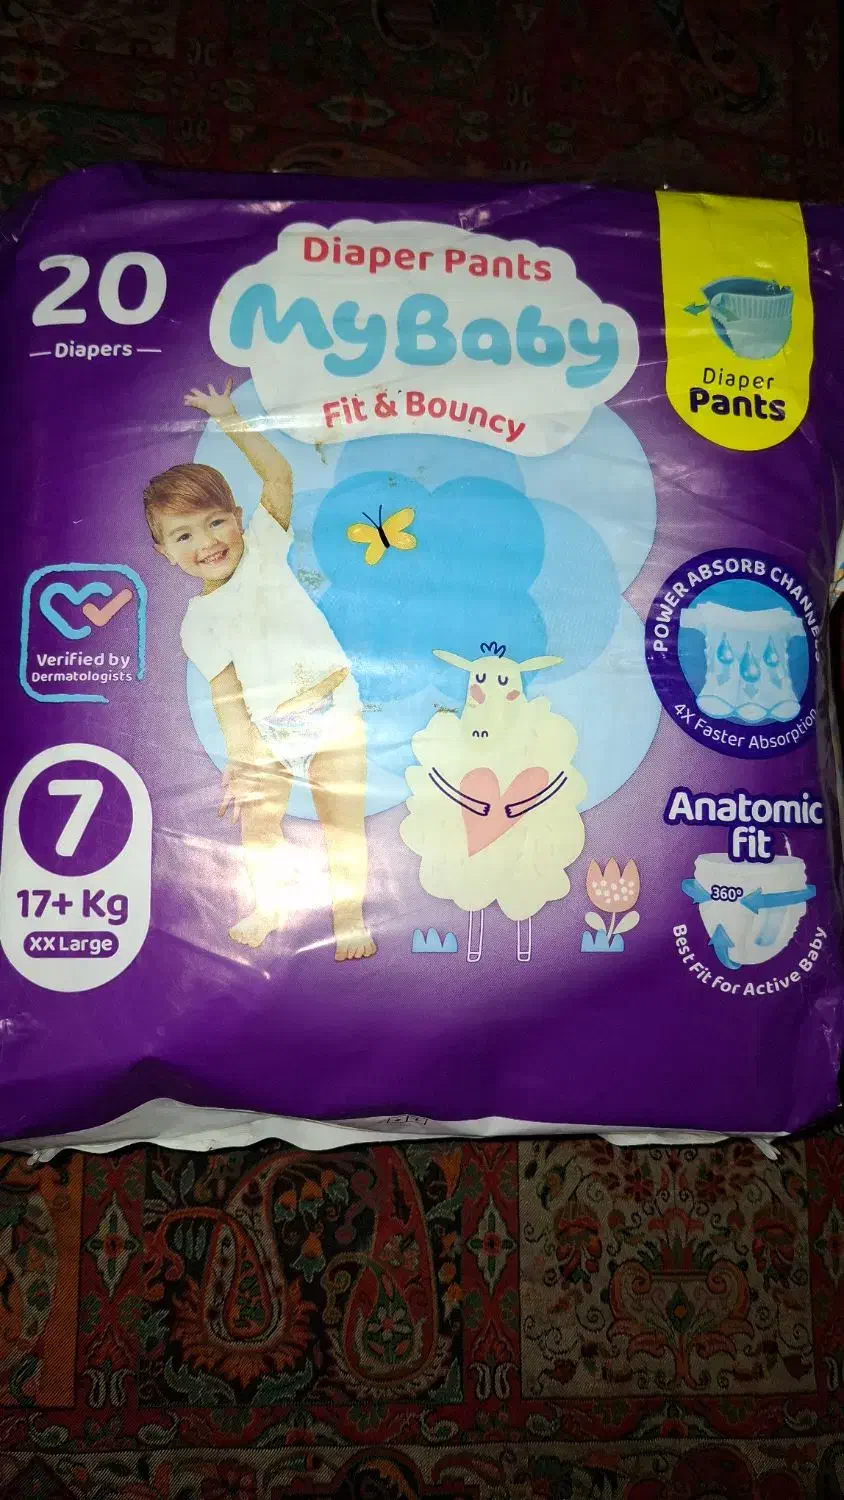 20
Diapers
Diaper Pants
MyBaby
Fit & Bouncy
Diaper
Pants
Verified by
Dermatologists
7
17+ Kg
XX Large
POWER ABSORB CHANNELS
4X Faster Absorption
Anatomic
fit
360°
Best Fit for Active Baby